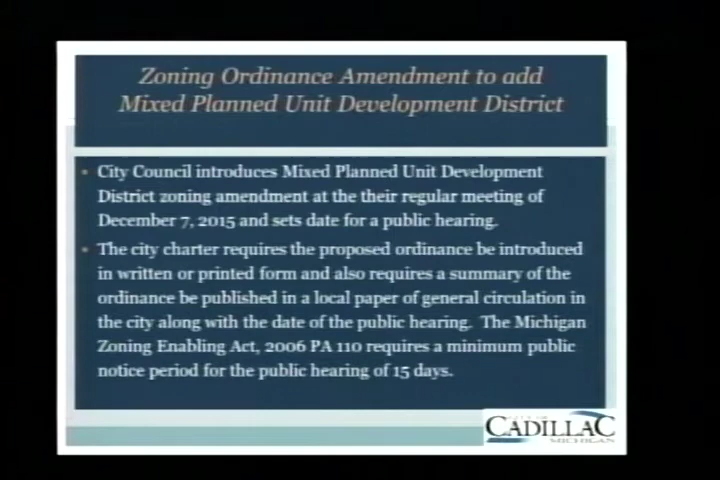 Zoning Ordinance Amendment to add
Mixed Planned Unit Development District
• City Council introduces Mixed Planned Unit Development
District zoning amendment at the their regular meeting of
December 7, 2015 and sets date for a public hearing.
• The city charter requires the proposed ordinance be introduced
in written or printed form and also requires a summary of the
ordinance be published in a local paper of general circulation in
the city along with the date of the public hearing. The Michigan
Zoning Enabling Act, 2006 PA 110 requires a minimum public
notice period for the public hearing of 15 days.
CITY OF
CADILLAC
MICHIGAN